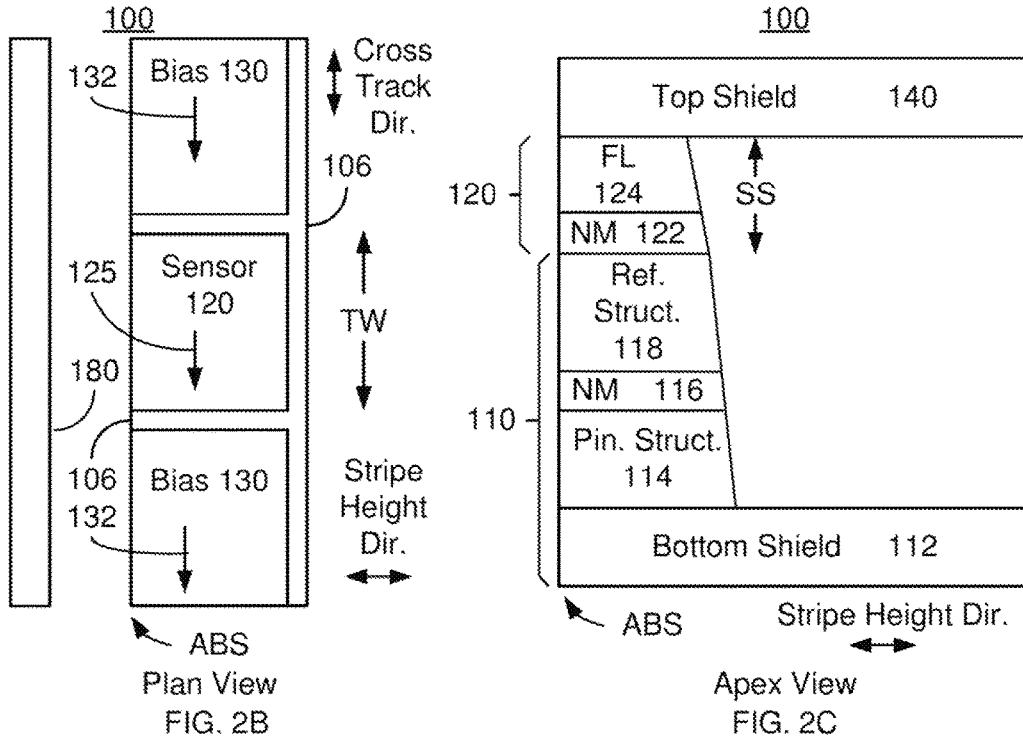 100
132
Bias 130
Cross
Track
Dir.
106
125
Sensor
120
TW
180
106
132
Bias 130
Stripe
Height
Dir.
ABS
Plan View
FIG. 2B
100
Top Shield 140
120
FL
124
SS
NM 122
Ref.
Struct.
118
NM 116
110
Pin. Struct.
114
Bottom Shield 112
ABS
Stripe Height Dir.
Apex View
FIG. 2C